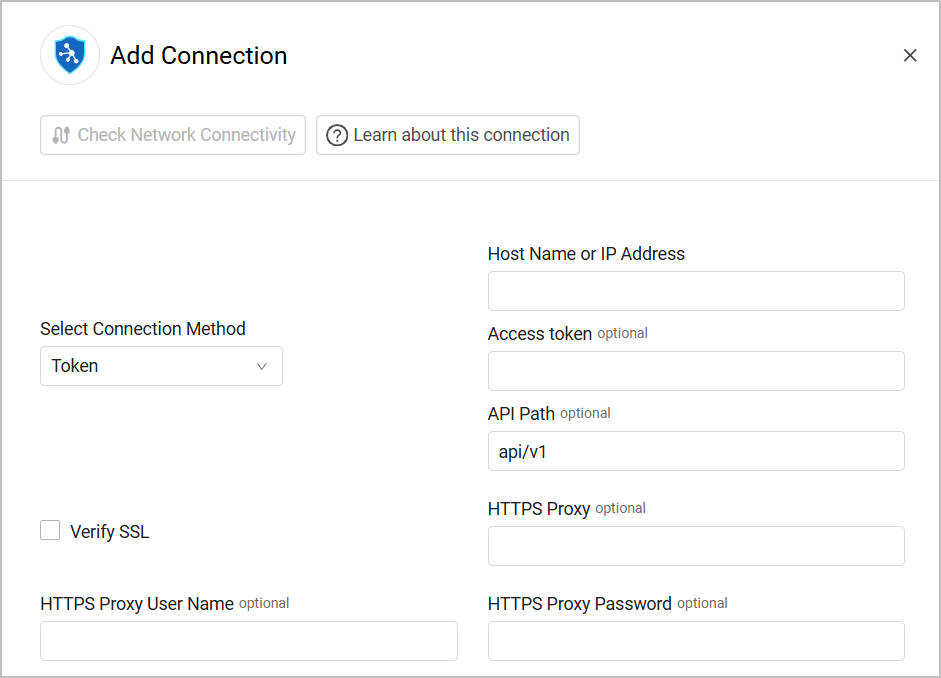 Add Connection
Check Network Connectivity
Learn about this connection
Host Name or IP Address
Select Connection Method
Token
Access token optional
API Path optional
api/v1
Verify SSL
HTTPS Proxy optional
HTTPS Proxy User Name optional
HTTPS Proxy Password optional